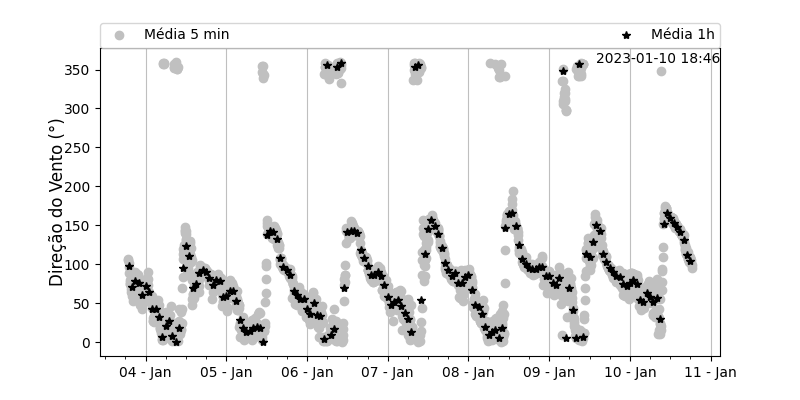 Média 5 min
Média 1h
2023-01-10 18:46
Direção do Vento (°)
350
300
250
200
150
100
50
0
04 - Jan
05 - Jan
06 - Jan
07 - Jan
08 - Jan
09 - Jan
10 - Jan
11 - Jan